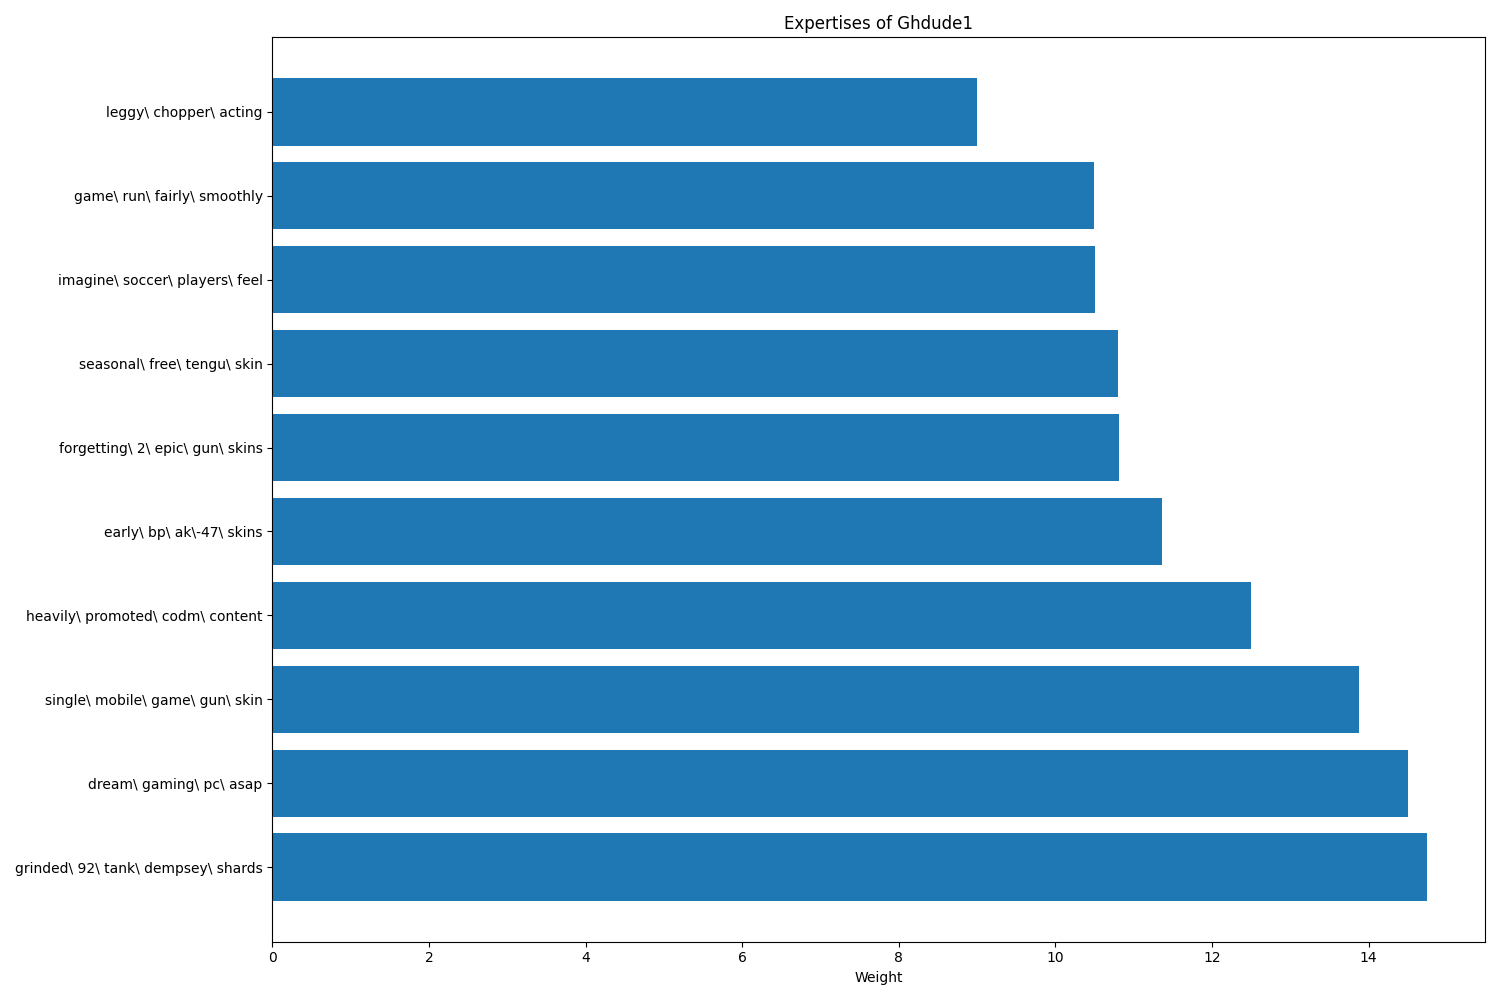 Expertises of Ghdude1
leggy\ chopper\ acting
game\ run\ fairly\ smoothly
imagine\ soccer\ players\ feel
seasonal\ free\ tengu\ skin
forgetting\ 2\ epic\ gun\ skins
early\ bp\ ak\-47\ skins
heavily\ promoted\ codm\ content
single\ mobile\ game\ gun\ skin
dream\ gaming\ pc\ asap
grinded\ 92\ tank\ dempsey\ shards
0 2 4 6 8 10 12 14
Weight